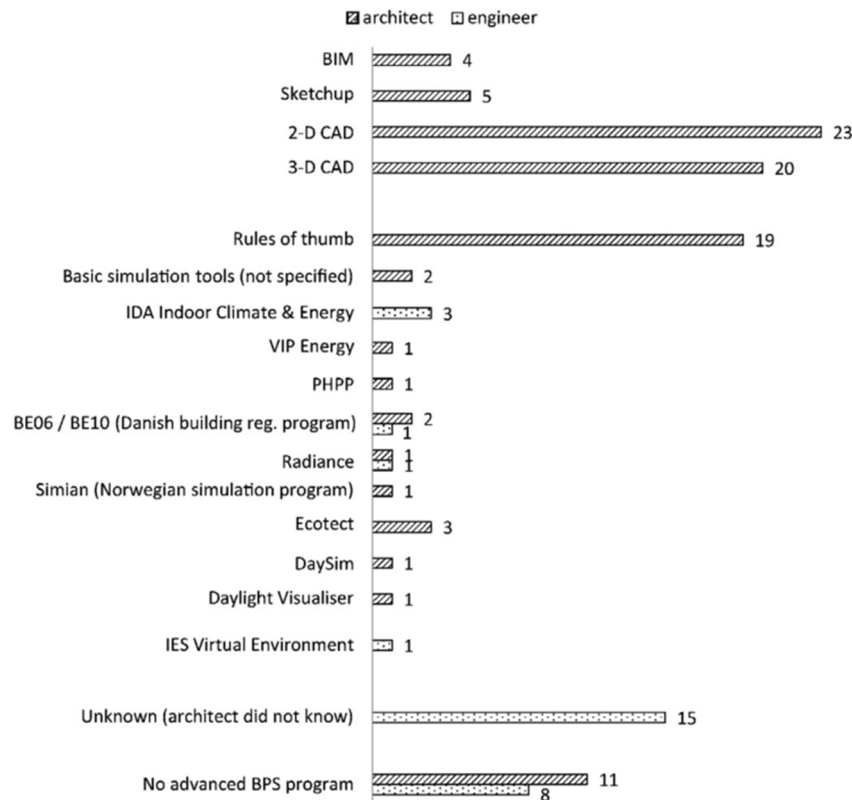 architect engineer
BIM 4
Sketchup 5
2-D CAD 23
3-D CAD 20
Rules of thumb 19
Basic simulation tools (not specified) 2
IDA Indoor Climate & Energy 3
VIP Energy 1
PHPP 1
BE06 / BE10 (Danish building reg. program) 2
1
Radiance 1
1
Simian (Norwegian simulation program) 1
Ecotect 3
DaySim 1
Daylight Visualiser 1
IES Virtual Environment 1
Unknown (architect did not know) 15
No advanced BPS program 11
8